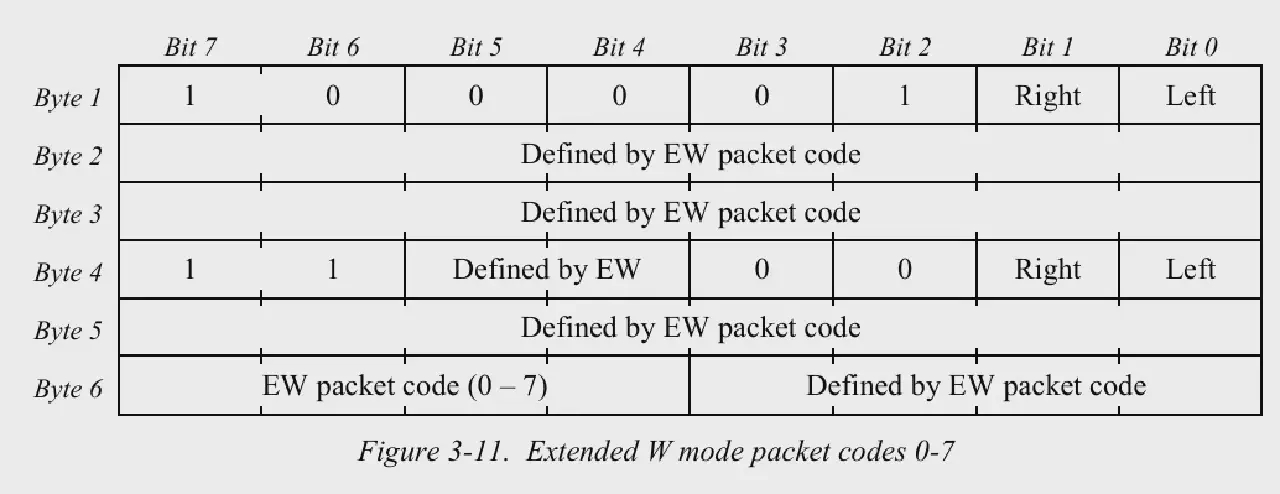 Bit 7 Bit 6 Bit 5 Bit 4 Bit 3 Bit 2 Bit 1 Bit 0
Byte 1 1 0 0 0 0 1 Right Left
Byte 2 Defined by EW packet code
Byte 3 Defined by EW packet code
Byte 4 1 1 Defined by EW 0 0 Right Left
Byte 5 Defined by EW packet code
Byte 6 EW packet code (0 – 7) Defined by EW packet code
Figure 3-11. Extended W mode packet codes 0-7